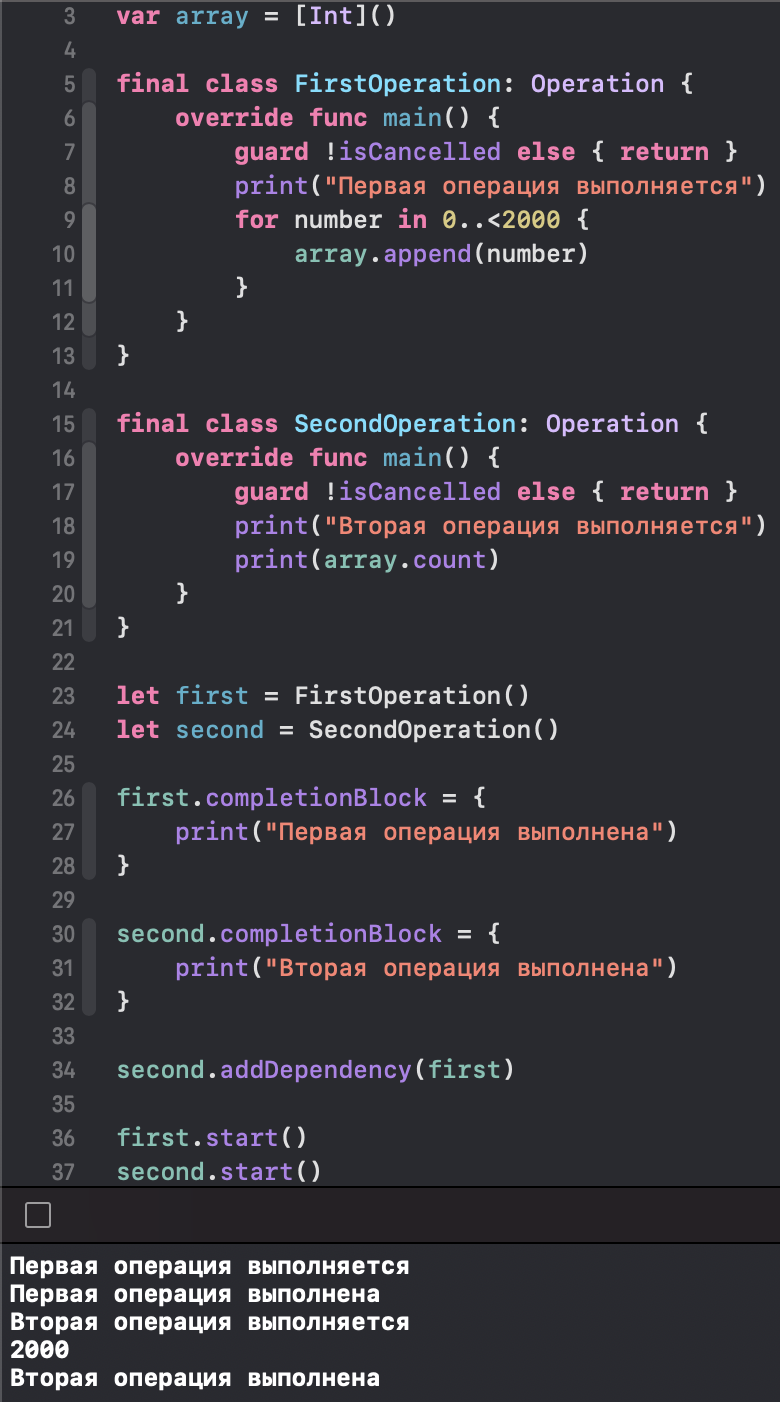 3 var array = [Int]()
4
5 final class FirstOperation: Operation {
6 override func main() {
7 guard !isCancelled else { return }
8 print("Первая операция выполняется")
9 for number in 0..<2000 {
10 array.append(number)
11 }
12 }
13 }
14
15 final class SecondOperation: Operation {
16 override func main() {
17 guard !isCancelled else { return }
18 print("Вторая операция выполняется")
19 print(array.count)
20 }
21 }
22
23 let first = FirstOperation()
24 let second = SecondOperation()
25
26 first.completionBlock = {
27 print("Первая операция выполнена")
28 }
29
30 second.completionBlock = {
31 print("Вторая операция выполнена")
32 }
33
34 second.addDependency(first)
35
36 first.start()
37 second.start()
Первая операция выполняется
Первая операция выполнена
Вторая операция выполняется
2000
Вторая операция выполнена